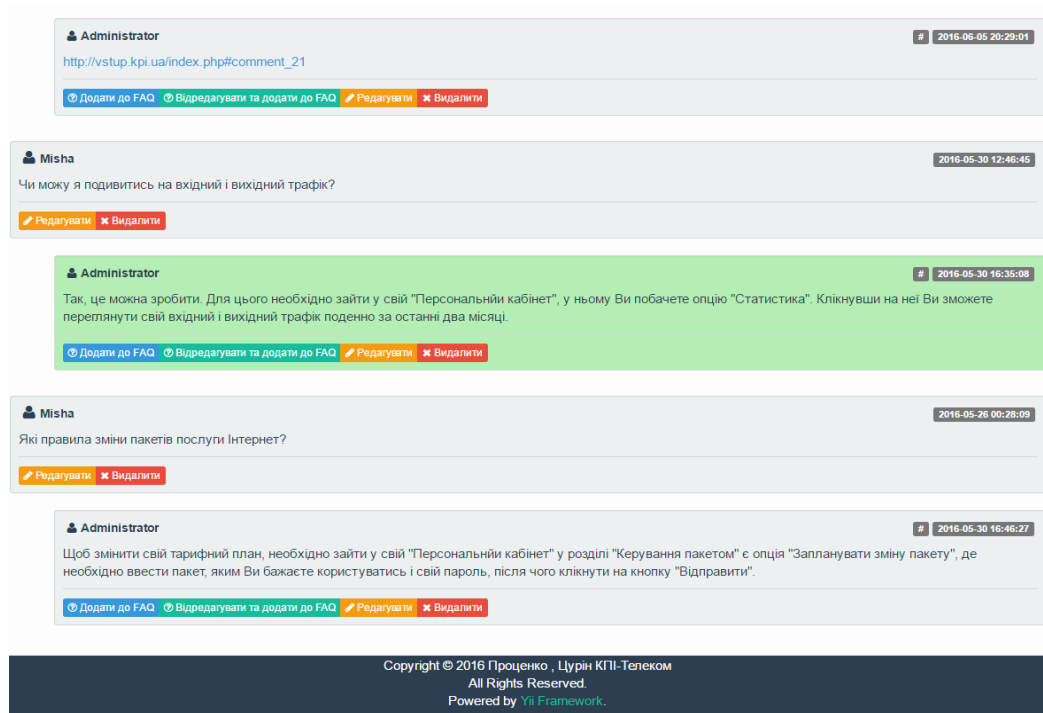 Administrator # 2016-06-05 20:29:01
http://vstup.kpi.ua/index.php#comment_21
Додати до FAQ Відредагувати та додати до FAQ Редагувати Видалити
Misha 2016-05-30 12:46:45
Чи можу я подивитись на вхідний і вихідний трафік?
Редагувати Видалити
Administrator # 2016-05-30 16:35:08
Так, це можна зробити. Для цього необхідно зайти у свій "Персональнйи кабінет", у ньому Ви побачете опцію "Статистика". Клікнувши на неї Ви зможете
переглянути свій вхідний і вихідний трафік поденно за останні два місяці.
Додати до FAQ Відредагувати та додати до FAQ Редагувати Видалити
Misha 2016-05-26 00:28:09
Які правила зміни пакетів послуги Інтернет?
Редагувати Видалити
Administrator # 2016-05-30 16:46:27
Щоб змінити свій тарифний план, необхідно зайти у свій "Персональнйи кабінет" у розділі "Керування пакетом" є опція "Запланувати зміну пакету", де
необхідно ввести пакет, яким Ви бажаєте користуватись і свій пароль, після чого клікнути на кнопку "Відправити".
Додати до FAQ Відредагувати та додати до FAQ Редагувати Видалити
Copyright © 2016 Проценко , Цурін КПІ-Телеком
All Rights Reserved.
Powered by Yii Framework.